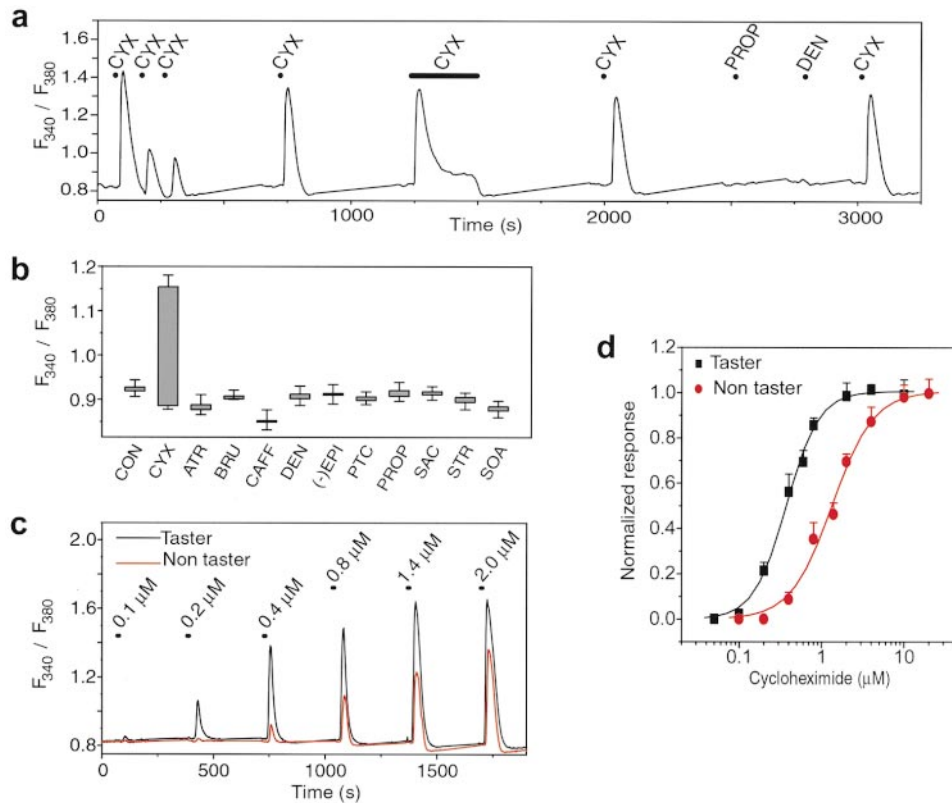 a
CYX CYX CYX CYX CYX CYX PROP DEN CYX
1.6
1.4
1.2
1.0
0.8
F340 / F380
0 1000 2000 3000
Time (s)
b
1.2
1.1
1.0
0.9
F340 / F380
CON CYX ATR BRU CAFF DEN (-)EPI PTC PROP SAC STR SOA
c
Taster
Non taster
0.1 µM 0.2 µM 0.4 µM 0.8 µM 1.4 µM 2.0 µM
2.0
1.6
1.2
0.8
F340 / F380
0 500 1000 1500
Time (s)
d
Taster
Non taster
1.2
1.0
0.8
0.6
0.4
0.2
0.0
Normalized response
0.1 1 10
Cycloheximide (µM)